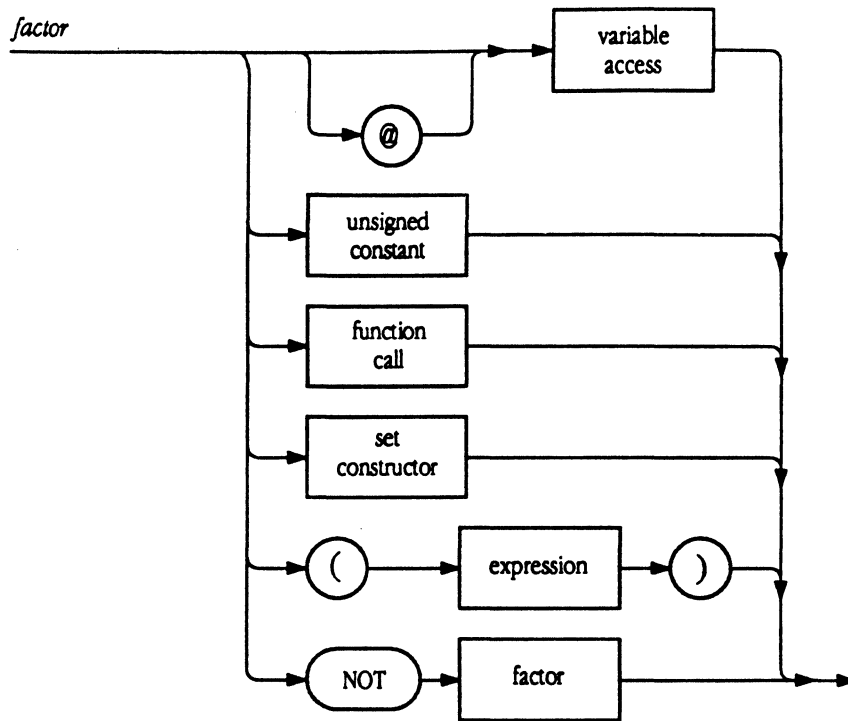 factor
variable
access
@
unsigned
constant
function
call
set
constructor
( expression )
NOT factor